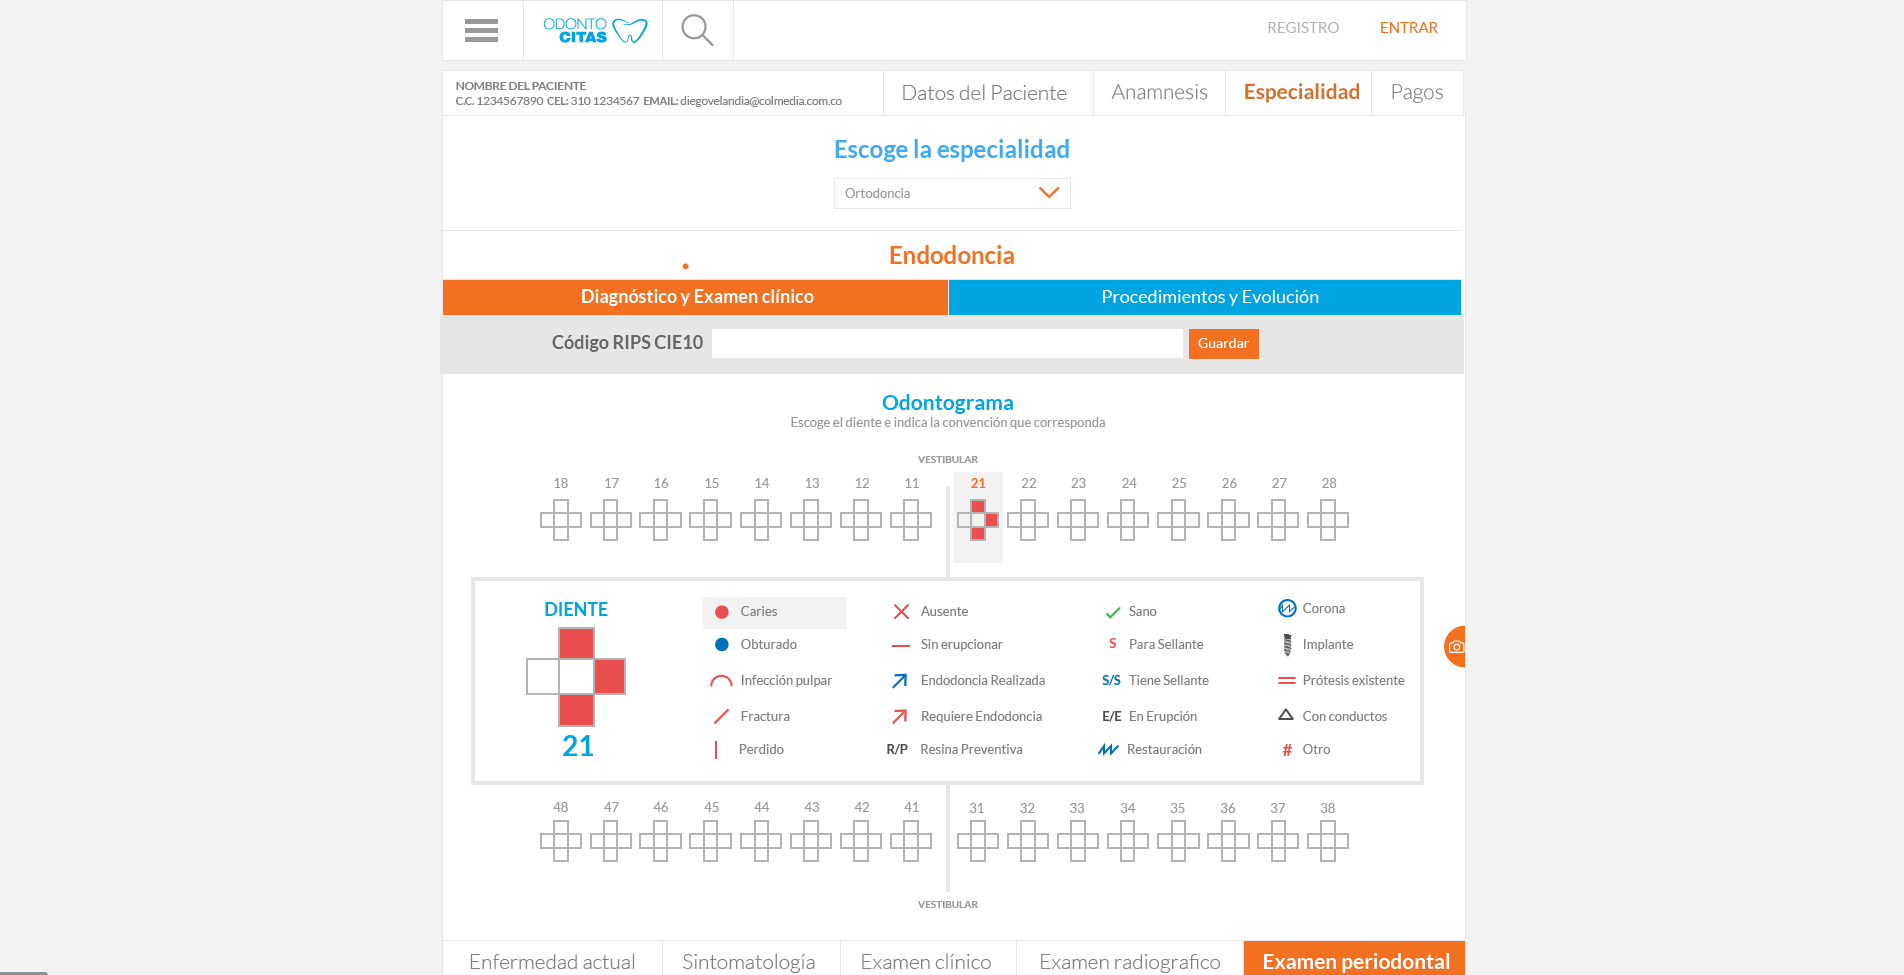 ODONTO
CITAS
REGISTRO ENTRAR
NOMBRE DEL PACIENTE
C.C. 1234567890 CEL: 310 1234567 EMAIL: diegovelandia@colmedia.com.co
Datos del Paciente Anamnesis Especialidad Pagos
Escoge la especialidad
Ortodoncia
Endodoncia
Diagnóstico y Examen clínico Procedimientos y Evolución
Código RIPS CIE10 Guardar
Odontograma
Escoge el diente e indica la convención que corresponda
VESTIBULAR
18 17 16 15 14 13 12 11 21 22 23 24 25 26 27 28
DIENTE
21
Caries
Obturado
Infección pulpar
Fractura
Perdido
Ausente
Sin erupcionar
Endodoncia Realizada
Requiere Endodoncia
R/P Resina Preventiva
Sano
S Para Sellante
S/S Tiene Sellante
E/E En Erupción
Restauración
Corona
Implante
Prótesis existente
Con conductos
# Otro
48 47 46 45 44 43 42 41 31 32 33 34 35 36 37 38
VESTIBULAR
Enfermedad actual Sintomatología Examen clínico Examen radiografico Examen periodontal